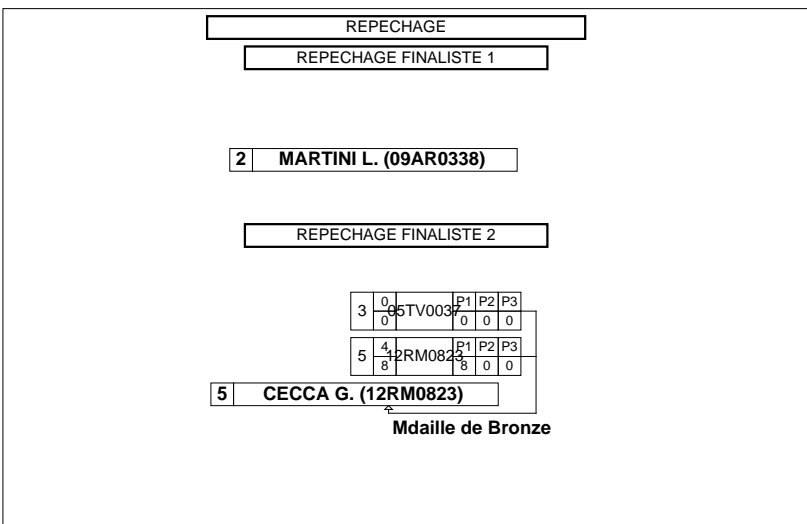 REPECHAGE
REPECHAGE FINALISTE 1
2 MARTINI L. (09AR0338)
REPECHAGE FINALISTE 2
3 0 05TV0037 P1 P2 P3
0 0 0 0
5 4 12RM0823 P1 P2 P3
8 8 0 0
5 CECCA G. (12RM0823)
Mdaille de Bronze